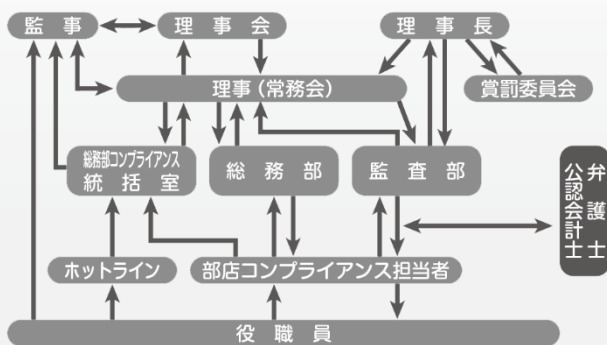 監事
理事会
理事長
理事(常務会)
賞罰委員会
総務部コンプライアンス
統括室
総務部
監査部
弁護士
公認会計士
ホットライン
部店コンプライアンス担当者
役職員